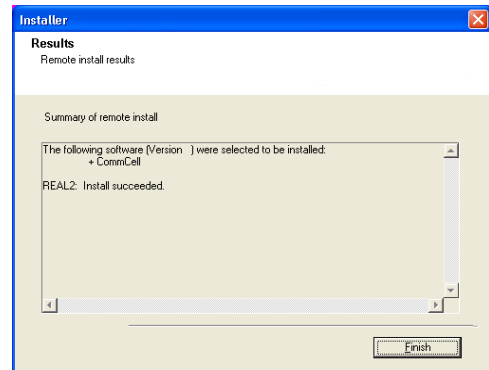 Installer
Results
Remote install results
Summary of remote install
The following software (Version   ) were selected to be installed:
+ CommCell
REAL2:  Install succeeded.
Finish